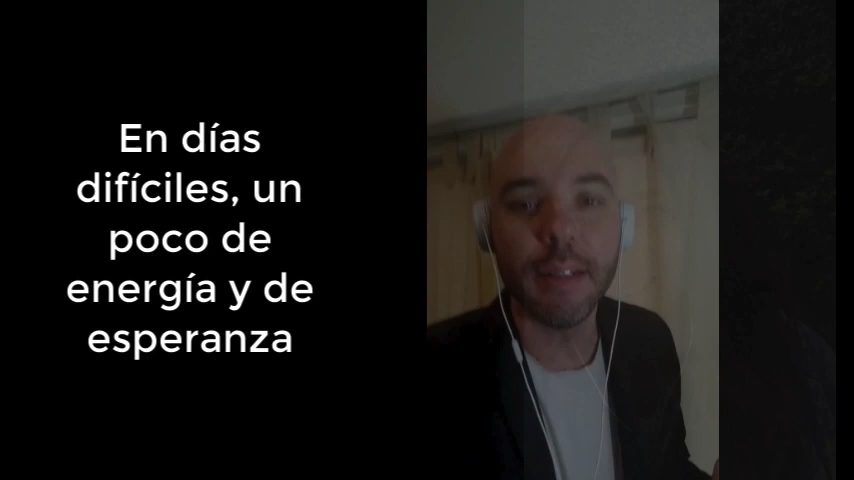 En días
difíciles, un
poco de
energía y de
esperanza